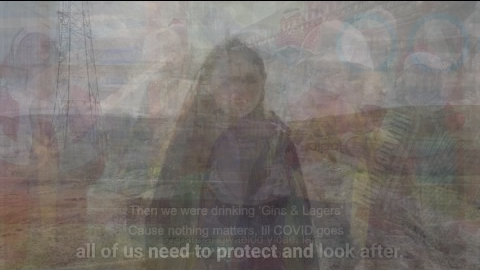 Then we were drinking 'Gins & Lagers'
Cause nothing matters, til COVID goes
all of us need to protect and look after